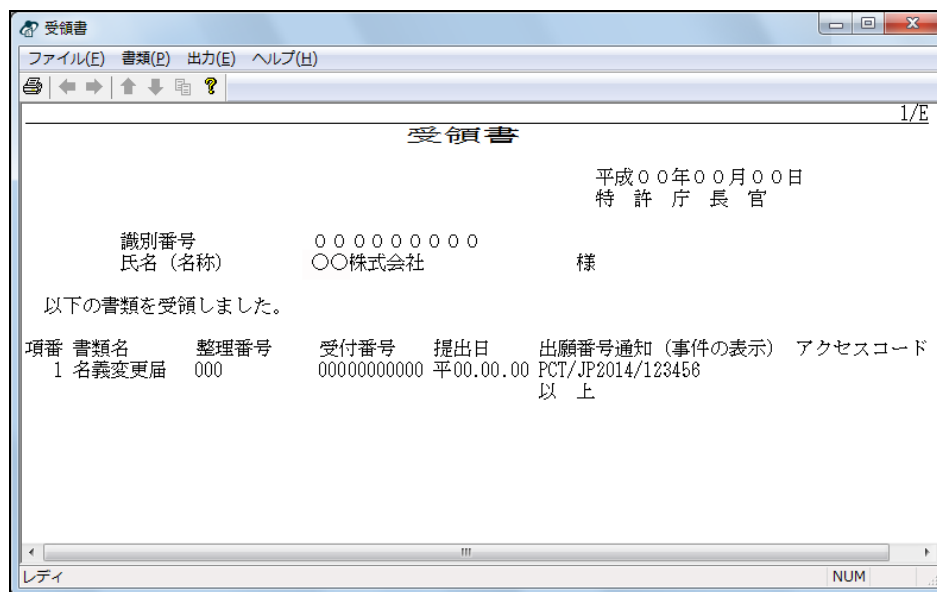 受領書
ファイル(F) 書類(P) 出力(E) ヘルプ(H)
1/E
受領書
平成００年００月００日
特 許 庁 長 官
識別番号 ０００００００００
氏名（名称） 〇〇株式会社 様
以下の書類を受領しました。
項番 書類名 整理番号 受付番号 提出日 出願番号通知（事件の表示） アクセスコード
1 名義変更届 000 00000000000 平00.00.00 PCT/JP2014/123456
以 上
レディ NUM